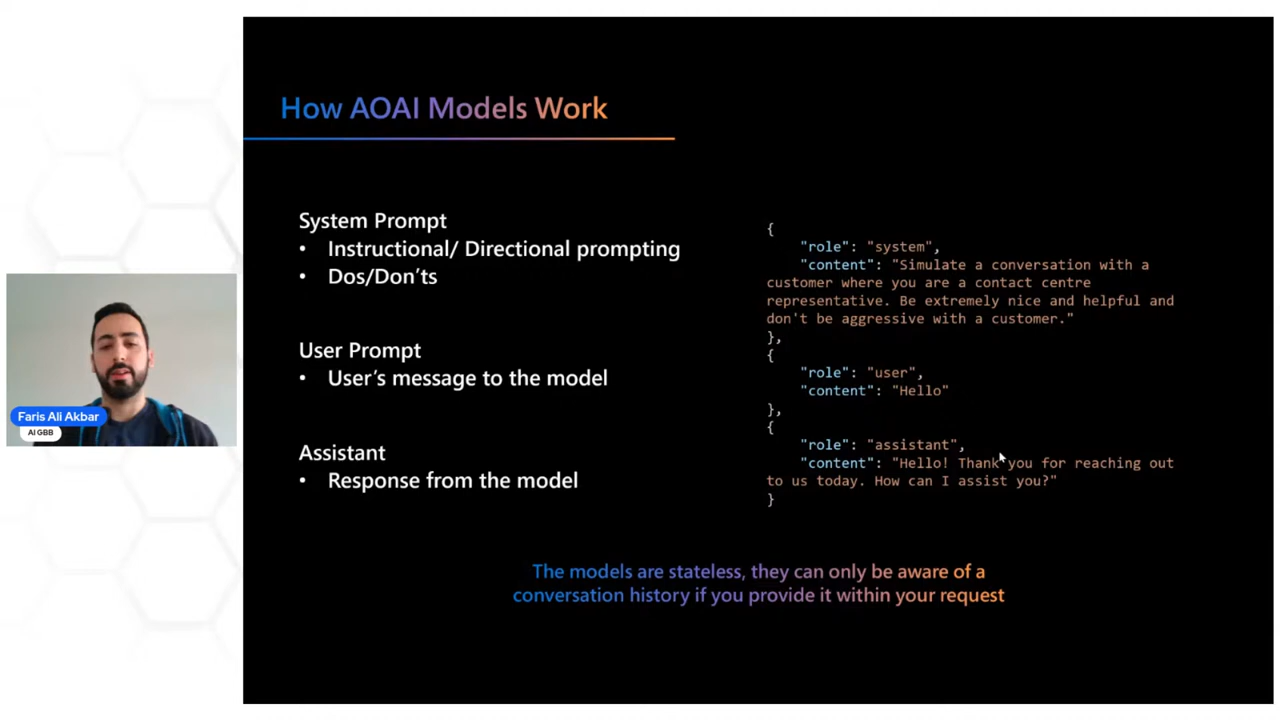 How AOAI Models Work
System Prompt
• Instructional/ Directional prompting
• Dos/Don'ts
User Prompt
• User's message to the model
Assistant
• Response from the model
{
"role": "system",
"content": "Simulate a conversation with a
customer where you are a contact centre
representative. Be extremely nice and helpful and
don't be aggressive with a customer."
},
{
"role": "user",
"content": "Hello"
},
{
"role": "assistant",
"content": "Hello! Thank you for reaching out
to us today. How can I assist you?"
}
The models are stateless, they can only be aware of a
conversation history if you provide it within your request
Faris Ali Akbar
AI GBB